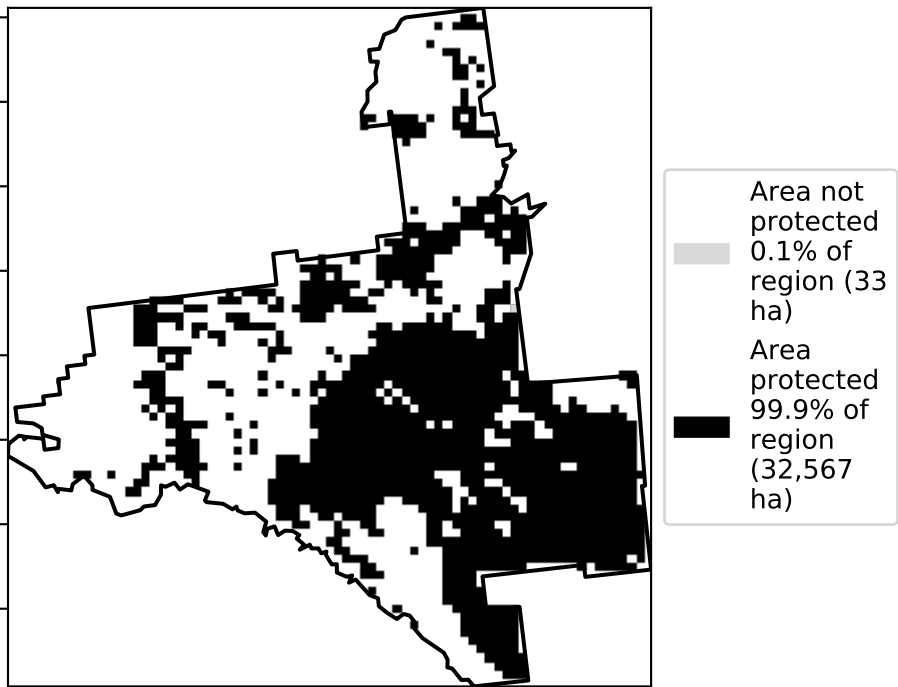 Area not
protected
0.1% of
region (33
ha)
Area
protected
99.9% of
region
(32,567
ha)